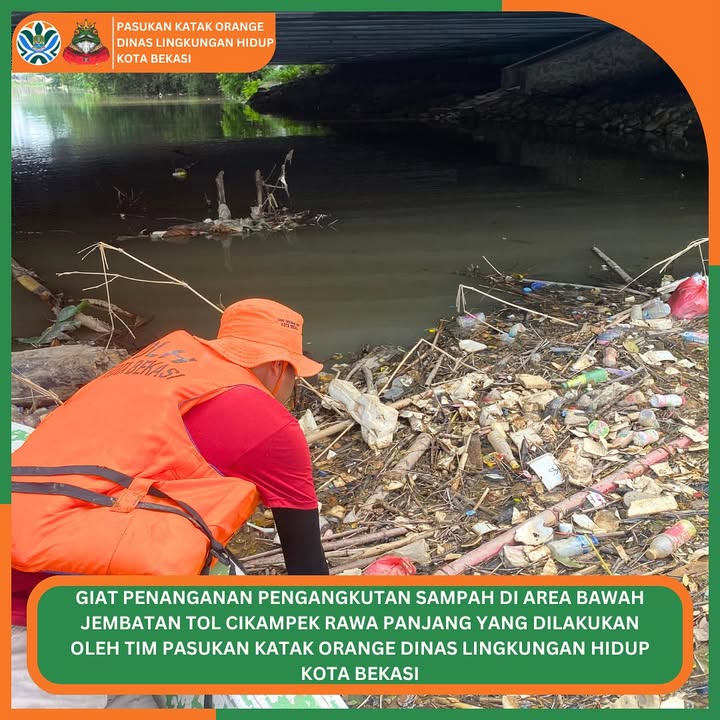 PASUKAN KATAK ORANGE
DINAS LINGKUNGAN HIDUP
KOTA BEKASI
GIAT PENANGANAN PENGANGKUTAN SAMPAH DI AREA BAWAH
JEMBATAN TOL CIKAMPEK RAWA PANJANG YANG DILAKUKAN
OLEH TIM PASUKAN KATAK ORANGE DINAS LINGKUNGAN HIDUP
KOTA BEKASI
BEKASI